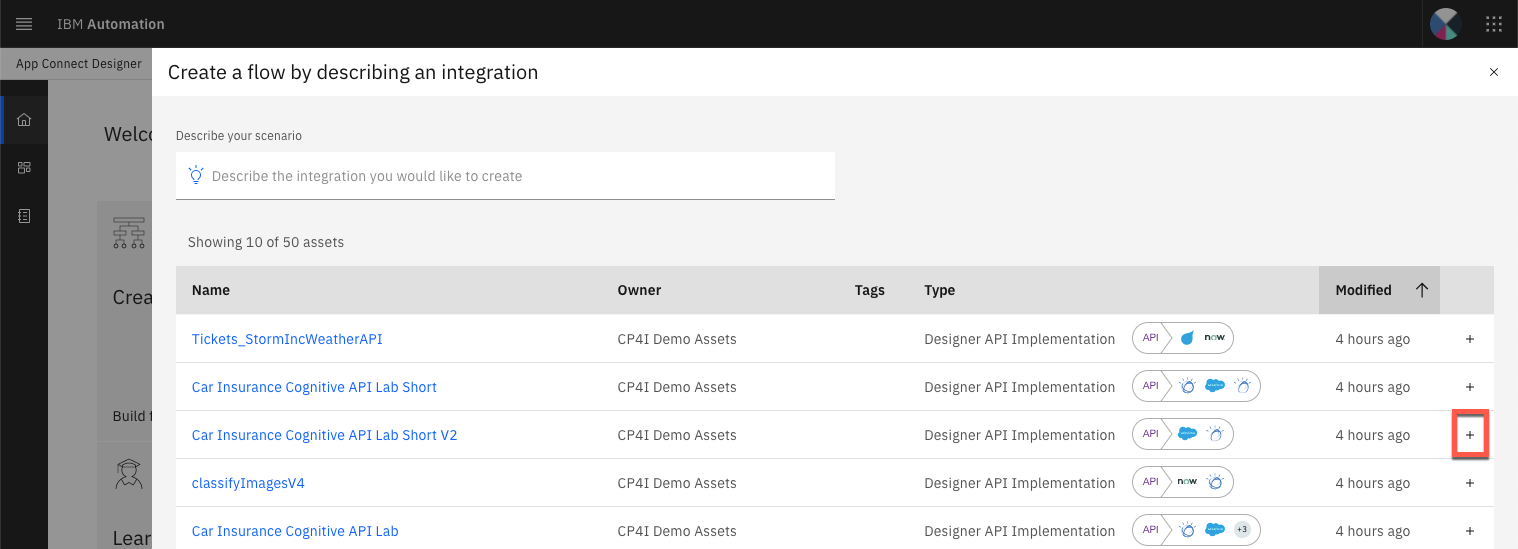 IBM Automation
App Connect Designer
Create a flow by describing an integration
Welco
Describe your scenario
Describe the integration you would like to create
Showing 10 of 50 assets
Crea
Build f
Lear
Name Owner Tags Type Modified
Tickets_StormIncWeatherAPI CP4I Demo Assets Designer API Implementation API now 4 hours ago +
Car Insurance Cognitive API Lab Short CP4I Demo Assets Designer API Implementation API 4 hours ago +
Car Insurance Cognitive API Lab Short V2 CP4I Demo Assets Designer API Implementation API 4 hours ago +
classifyImagesV4 CP4I Demo Assets Designer API Implementation API now 4 hours ago +
Car Insurance Cognitive API Lab CP4I Demo Assets Designer API Implementation API +3 4 hours ago +